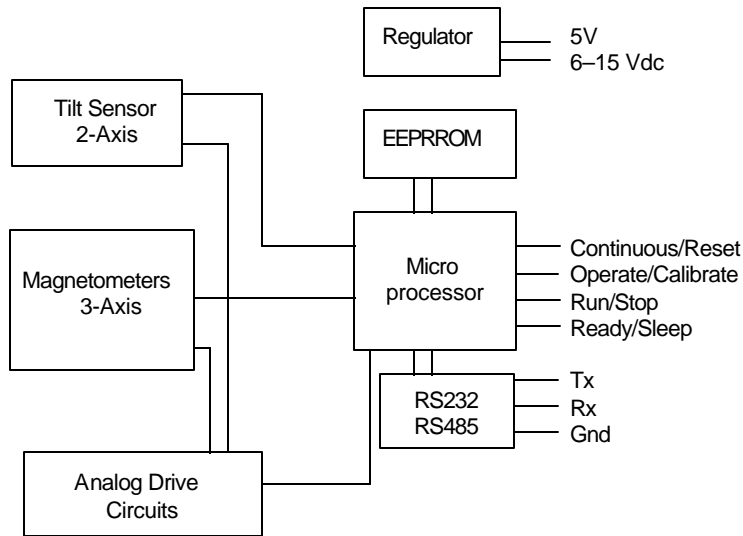 Regulator
5V
6–15 Vdc
Tilt Sensor
2-Axis
EEPRROM
Magnetometers
3-Axis
Micro
processor
Continuous/Reset
Operate/Calibrate
Run/Stop
Ready/Sleep
RS232
RS485
Tx
Rx
Gnd
Analog Drive
Circuits